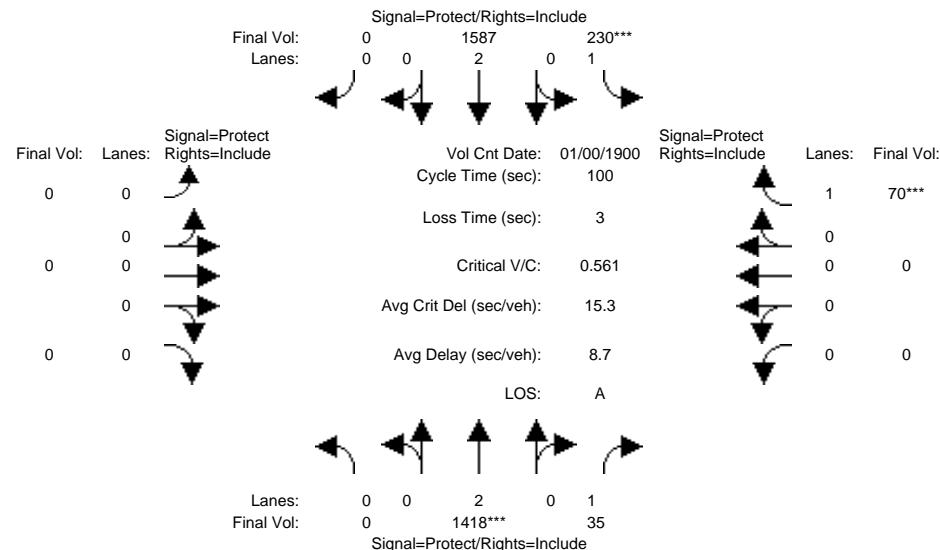 Signal=Protect/Rights=Include
Final Vol: 0 1587 230***
Lanes: 0 0 2 0 1
Signal=Protect Signal=Protect
Final Vol: Lanes: Rights=Include Vol Cnt Date: 01/00/1900 Rights=Include Lanes: Final Vol:
Cycle Time (sec): 100
0 0 1 70***
Loss Time (sec): 3
0 0
0 0 Critical V/C: 0.561 0 0
0 Avg Crit Del (sec/veh): 15.3 0
0 0 Avg Delay (sec/veh): 8.7 0 0
LOS: A
Lanes: 0 0 2 0 1
Final Vol: 0 1418*** 35
Signal=Protect/Rights=Include